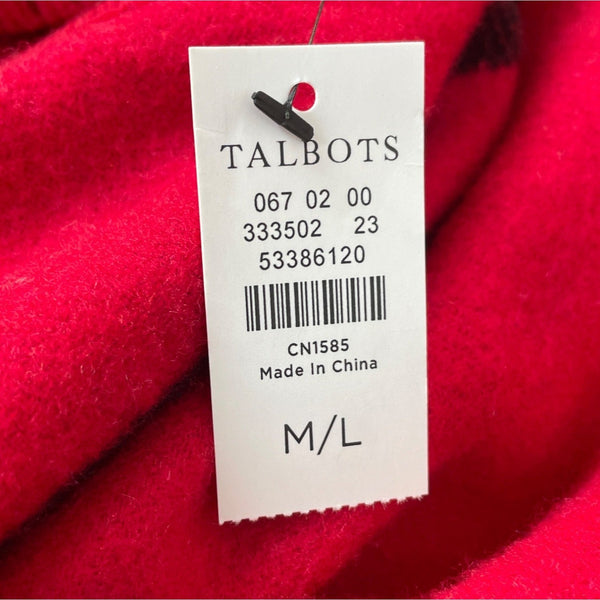 TALBOTS
067 02 00
333502 23
53386120
CN1585
Made In China
M/L